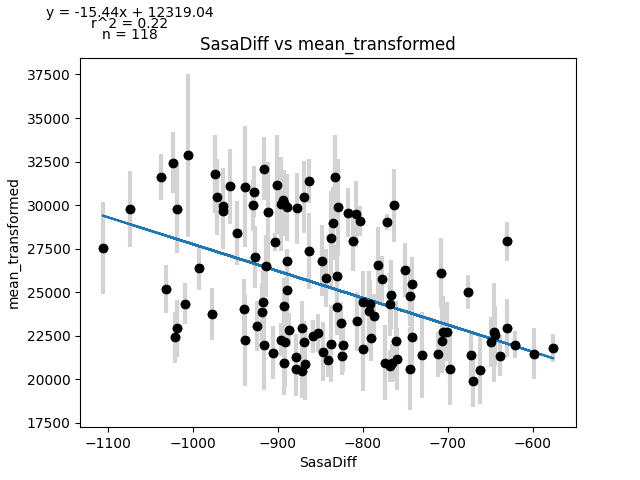 y = -15.44x + 12319.04
r^2 = 0.22
n = 118
SasaDiff vs mean_transformed
37500
35000
32500
30000
27500
25000
22500
20000
17500
mean_transformed
−1100 −1000 −900 −800 −700 −600
SasaDiff